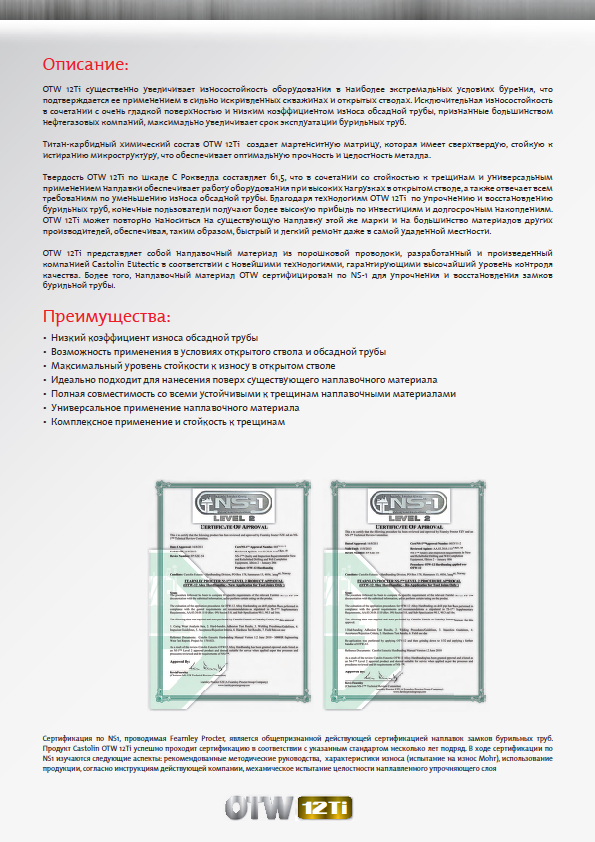 Описание:
OTW 12Ti существенно увеличивает износостойкость оборудования в наиболее экстремальных условиях бурения, что
подтверждается ее применением в сильно искривленных скважинах и открытых стволах. Исключительная износостойкость
в сочетании с очень гладкой поверхностью и низким коэффициентом износа обсадной трубы, признанные большинством
нефтегазовых компаний, максимально увеличивает срок эксплуатации бурильных труб.
Титан-карбидный химический состав OTW 12Ti создает мартенситную матрицу, которая имеет сверхтвердую, стойкую к
истиранию микроструктуру, что обеспечивает оптимальную прочность и целостность металла.
Твердость OTW 12Ti по шкале С Роквелла составляет 61,5, что в сочетании со стойкостью к трещинам и универсальным
применением наплавки обеспечивает работу оборудования при высоких нагрузках в открытом стволе, а также отвечает всем
требованиям по уменьшению износа обсадной трубы. Благодаря технологиям OTW 12Ti по упрочнению и восстановлению
бурильных труб, конечные пользователи получают более высокую прибыль по инвестициям и долгосрочным накоплениям.
OTW 12Ti может повторно наноситься на существующую наплавку этой же марки и на большинство материалов других
производителей, обеспечивая, таким образом, быстрый и легкий ремонт даже в самой удаленной местности.
OTW 12Ti представляет собой наплавочный материал из порошковой проволоки, разработанный и произведенный
компанией Castolin Eutectic в соответствии с новейшими технологиями, гарантирующими высочайший уровень контроля
качества. Более того, наплавочный материал OTW сертифицирован по NS-1 для упрочнения и восстановления замков
бурильной трубы.
Преимущества:
• Низкий коэффициент износа обсадной трубы
• Возможность применения в условиях открытого ствола и обсадной трубы
• Максимальный уровень стойкости к износу в открытом стволе
• Идеально подходит для нанесения поверх существующего наплавочного материала
• Полная совместимость со всеми устойчивыми к трещинам наплавочными материалами
• Универсальное применение наплавочного материала
• Комплексное применение и стойкость к трещинам
NS-1
LEVEL 2
CERTIFICATE OF APPROVAL
Approved By:
NS-1
LEVEL 2
CERTIFICATE OF APPROVAL
Approved By:
Сертификация по NS1, проводимая Fearnley Procter, является общепризнанной действующей сертификацией наплавок замков бурильных труб.
Продукт Castolin OTW 12Ti успешно проходит сертификацию в соответствии с указанным стандартом несколько лет подряд. В ходе сертификации по
NS1 изучаются следующие аспекты: рекомендованные методические руководства, характеристики износа (испытание на износ Mohr), использование
продукции, согласно инструкциям действующей компании, механическое испытание целостности наплавленного упрочняющего слоя
OTW 12Ti